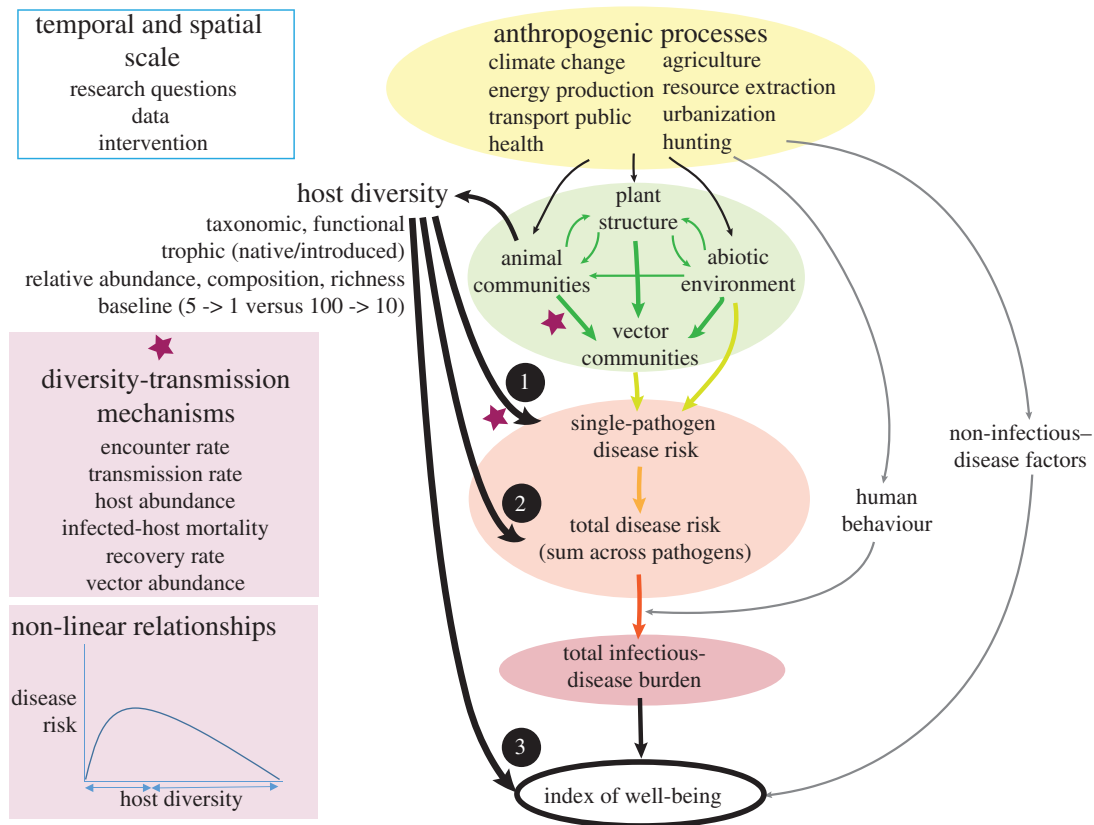 temporal and spatial
scale
research questions
data
intervention
anthropogenic processes
climate change
energy production
transport public
health
agriculture
resource extraction
urbanization
hunting
host diversity
taxonomic, functional
trophic (native/introduced)
relative abundance, composition, richness
baseline (5 -> 1 versus 100 -> 10)
plant
structure
animal
communities
abiotic
environment
vector
communities
diversity-transmission
mechanisms
encounter rate
transmission rate
host abundance
infected-host mortality
recovery rate
vector abundance
1
single-pathogen
disease risk
2
total disease risk
(sum across pathogens)
human
behaviour
non-infectious–
disease factors
non-linear relationships
disease
risk
host diversity
total infectious-
disease burden
3
index of well-being